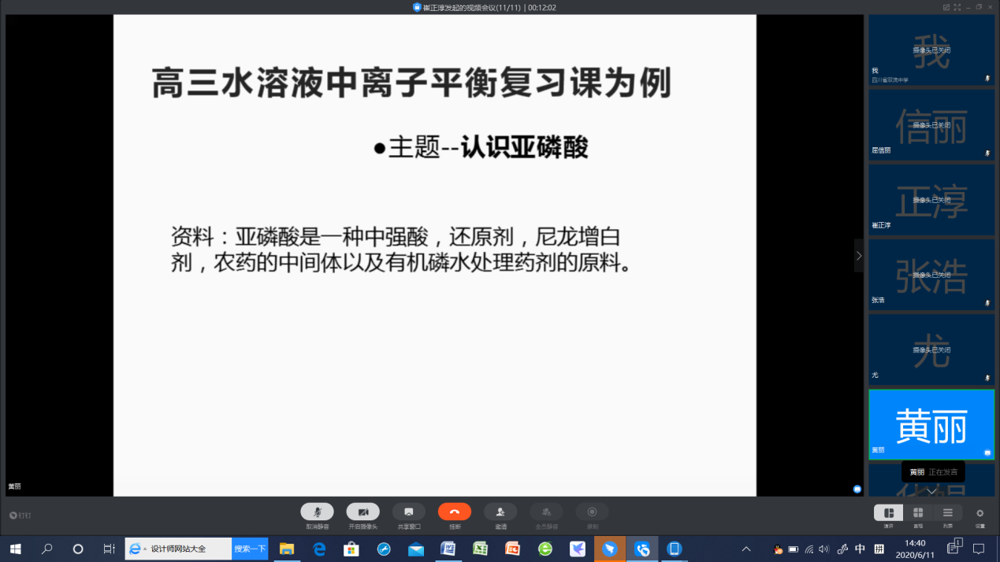 崔正淳发起的视频会议(11/11) | 00:12:02
高三水溶液中离子平衡复习课为例
●主题--认识亚磷酸
资料：亚磷酸是一种中强酸，还原剂，尼龙增白
剂，农药的中间体以及有机磷水处理药剂的原料。
黄丽
我
摄像头已关闭
我
四川省双流中学
信丽
摄像头已关闭
屈信丽
正淳
摄像头已关闭
崔正淳
张浩
摄像头已关闭
张浩
尤
摄像头已关闭
尤
黄丽
黄丽
黄丽 正在发言
钉钉
取消静音
开启摄像头
共享窗口
挂断
邀请
全员静音
录制
演讲
宫格
列表
设置
设计师网站大全
搜索一下
中
拼
14:40
2020/6/11
1